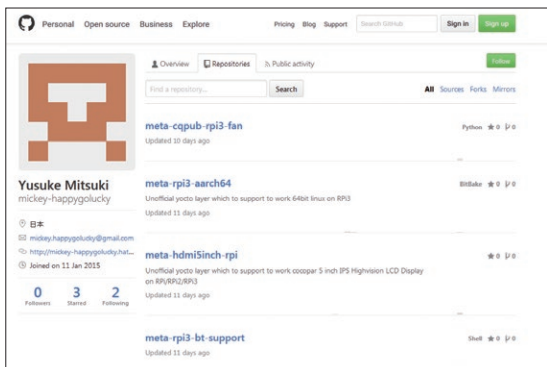 Personal Open source Business Explore
Pricing Blog Support Search GitHub Sign in Sign up
Overview Repositories Public activity
Follow
Find a repository... Search
All Sources Forks Mirrors
meta-cqpub-rpi3-fan
Python 0 0
Updated 10 days ago
meta-rpi3-aarch64
BitBake 0 0
Unofficial yocto layer which to support to work 64bit linux on RPi3
Updated 11 days ago
meta-hdmi5inch-rpi
0 0
Unofficial yocto layer which to support to work cocopar 5 inch IPS Highvision LCD Display
on RPi/RPi2/RPi3
Updated 11 days ago
meta-rpi3-bt-support
Shell 0 0
Updated 11 days ago
Yusuke Mitsuki
mickey-happygolucky
日本
mickey.happygolucky@gmail.com
http://mickey-happygolucky.hat...
Joined on 11 Jan 2015
0 3 2
Followers Starred Following